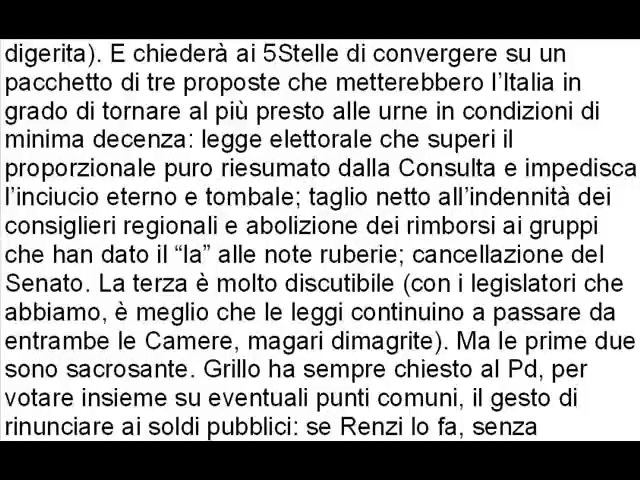 digerita). E chiederà ai 5Stelle di convergere su un
pacchetto di tre proposte che metterebbero l’Italia in
grado di tornare al più presto alle urne in condizioni di
minima decenza: legge elettorale che superi il
proporzionale puro riesumato dalla Consulta e impedisca
l’inciucio eterno e tombale; taglio netto all’indennità dei
consiglieri regionali e abolizione dei rimborsi ai gruppi
che han dato il “la” alle note ruberie; cancellazione del
Senato. La terza è molto discutibile (con i legislatori che
abbiamo, è meglio che le leggi continuino a passare da
entrambe le Camere, magari dimagrite). Ma le prime due
sono sacrosante. Grillo ha sempre chiesto al Pd, per
votare insieme su eventuali punti comuni, il gesto di
rinunciare ai soldi pubblici: se Renzi lo fa, senza